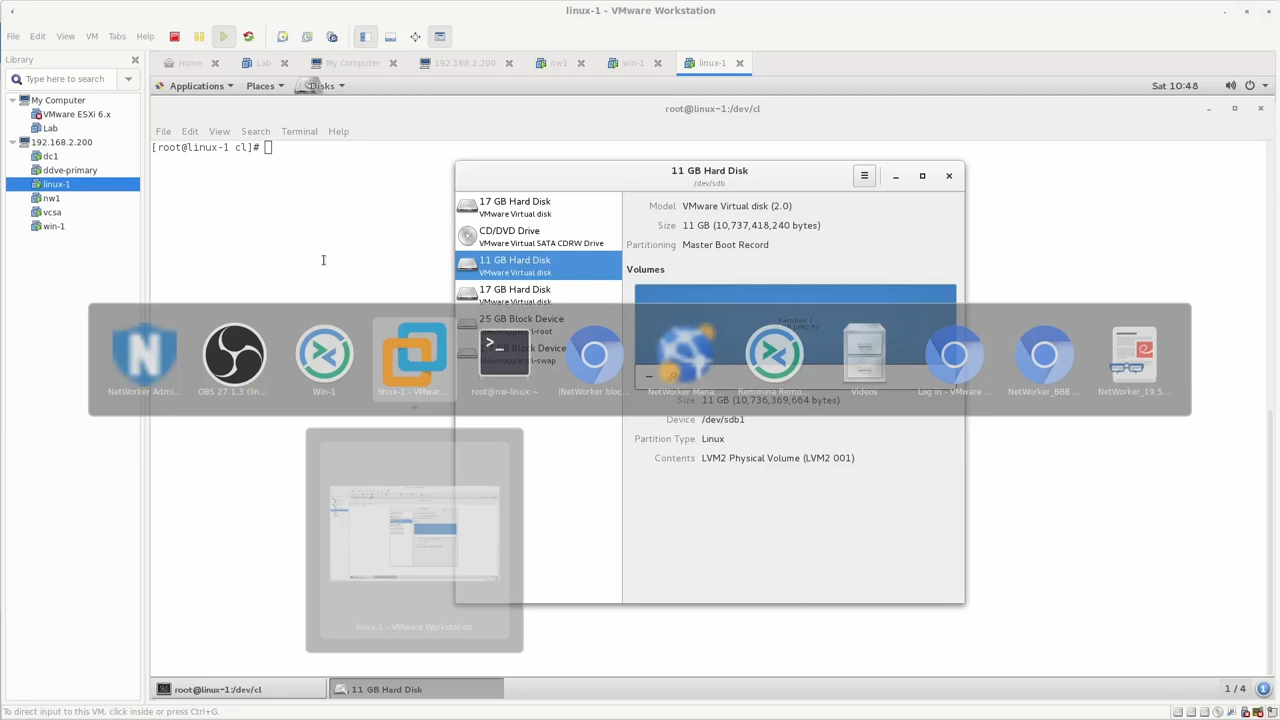 linux-1 - VMware Workstation
File Edit View VM Tabs Help
Library
Type here to search
Home
Lab
My Computer
192.168.2.200
nw1
win-1
linux-1
My Computer
VMware ESXi 6.x
Lab
192.168.2.200
dc1
ddve-primary
linux-1
nw1
vcsa
win-1
Applications Places Disks
Sat 10:48
root@linux-1:/dev/cl
File Edit View Search Terminal Help
[root@linux-1 cl]#
11 GB Hard Disk
/dev/sdb
17 GB Hard Disk
VMware Virtual disk
CD/DVD Drive
VMware Virtual SATA CDRW Drive
11 GB Hard Disk
VMware Virtual disk
17 GB Hard Disk
VMware Virtual disk
25 GB Block Device
Block Device
Model VMware Virtual disk (2.0)
Size 11 GB (10,737,418,240 bytes)
Partitioning Master Boot Record
Volumes
Partition 1
Size 11 GB (10,736,369,664 bytes)
Device /dev/sdb1
Partition Type Linux
Contents LVM2 Physical Volume (LVM2 001)
NetWorker Admi...
OBS 27.1.3 (lin...
Win-1
linux-1 - VMwar...
root@nw-linux:~
[NetWorker bloc...
NetWorker Mana...
Remmina Remo...
Videos
Log in - VMware ...
NetWorker_BBB ...
NetWorker_19.5...
linux-1 - VMware Workstation
root@linux-1:/dev/cl
11 GB Hard Disk
1 / 4
To direct input to this VM, click inside or press Ctrl+G.